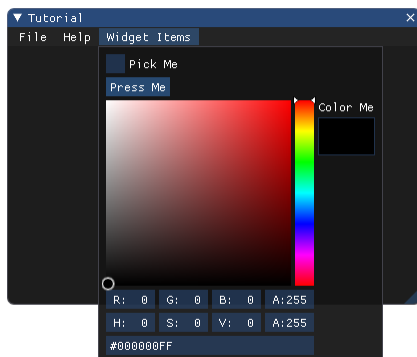 Tutorial
File Help Widget Items
Pick Me
Press Me
Color Me
R: 0 G: 0 B: 0 A:255
H: 0 S: 0 V: 0 A:255
#000000FF